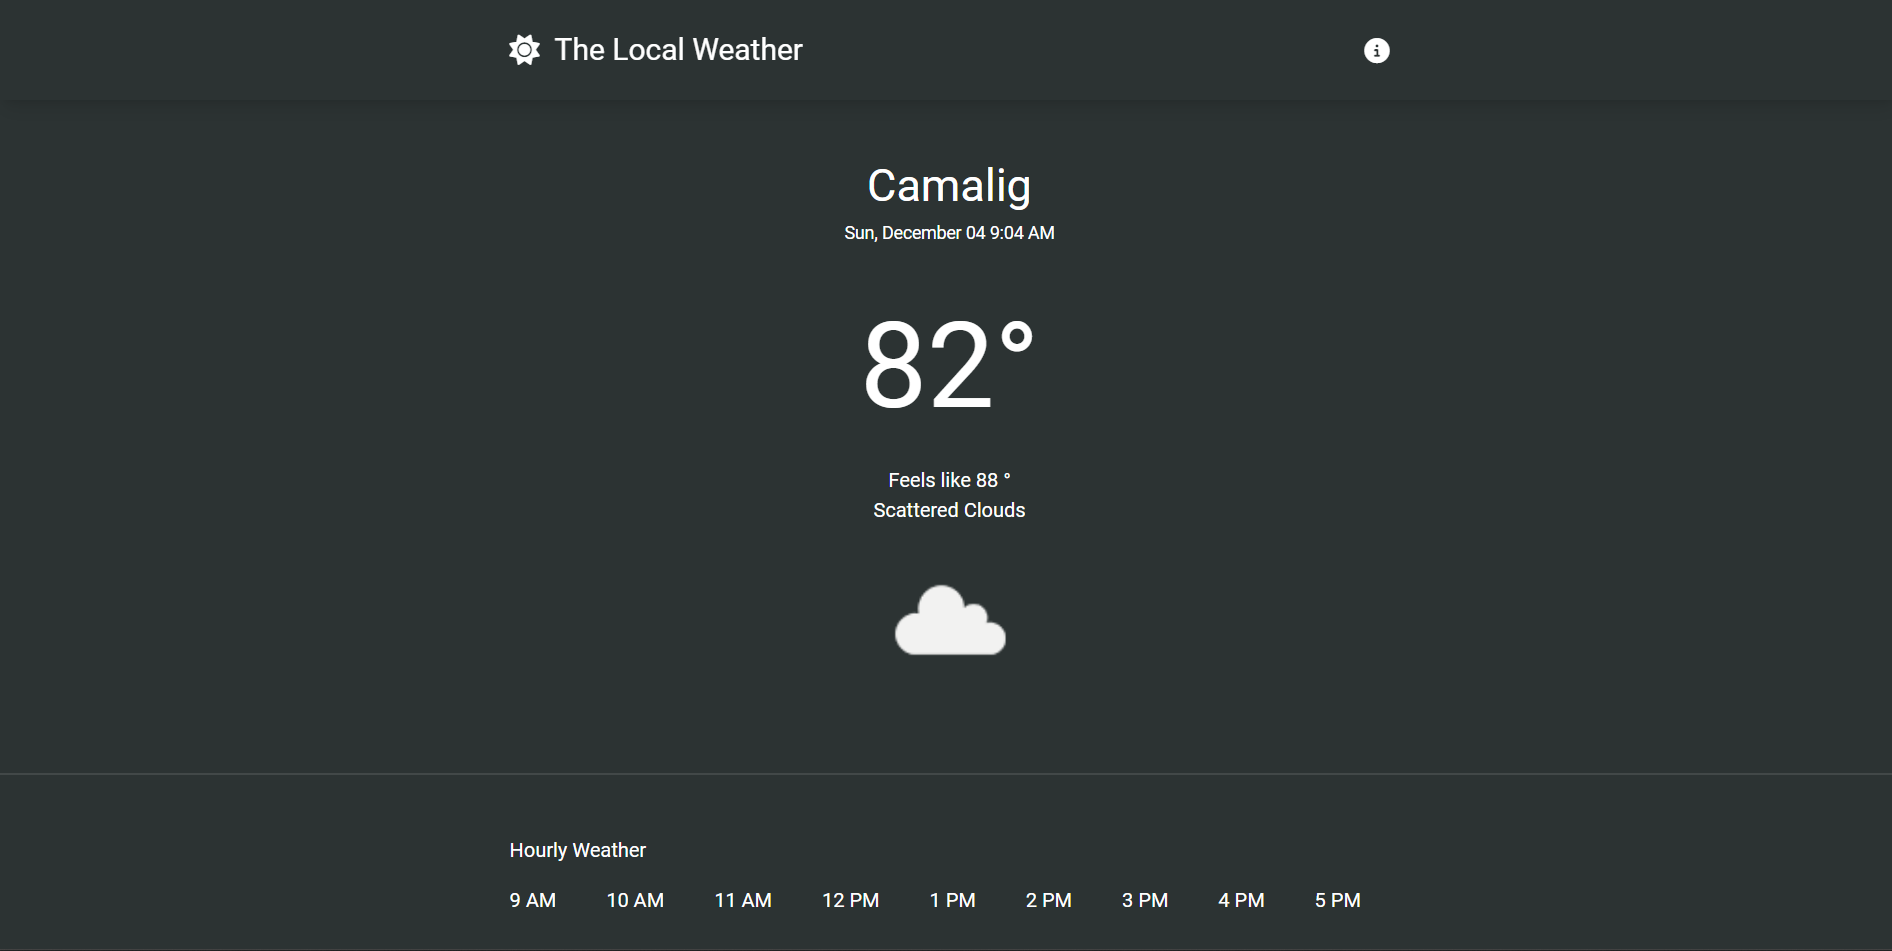 The Local Weather
Camalig
Sun, December 04 9:04 AM
82°
Feels like 88 °
Scattered Clouds
Hourly Weather
9 AM 10 AM 11 AM 12 PM 1 PM 2 PM 3 PM 4 PM 5 PM